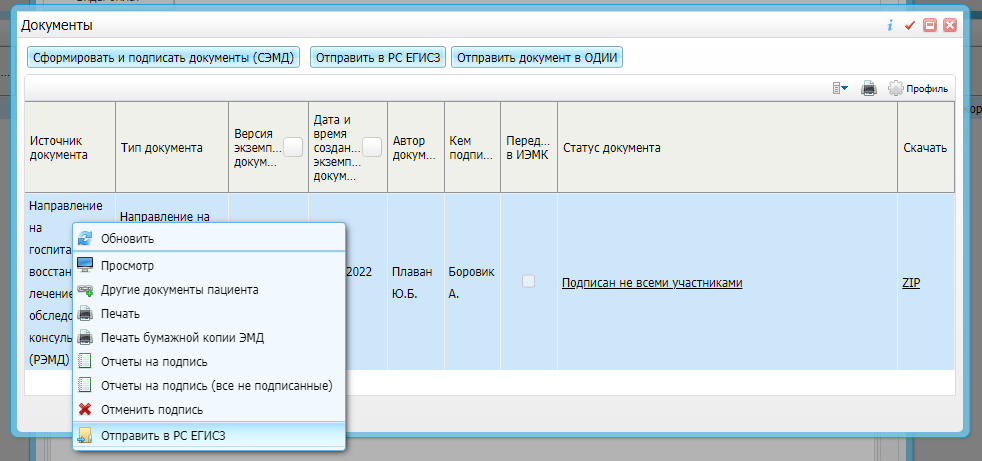 Документы
Сформировать и подписать документы (СЭМД)
Отправить в РС ЕГИСЗ
Отправить документ в ОДИИ
Профиль
Источник
документа
Тип документа
Версия
экземп...
докум...
Дата и
время
создан...
экземп...
докум...
Автор
докум...
Кем
подпи...
Перед...
в ИЭМК
Статус документа
Скачать
Направление
на
госпита
восстан
лечение
обследо
консуль
(РЭМД)
Направление на
2022
Плаван
Ю.Б.
Боровик
А.
Подписан не всеми участниками
ZIP
Обновить
Просмотр
Другие документы пациента
Печать
Печать бумажной копии ЭМД
Отчеты на подпись
Отчеты на подпись (все не подписанные)
Отменить подпись
Отправить в РС ЕГИСЗ